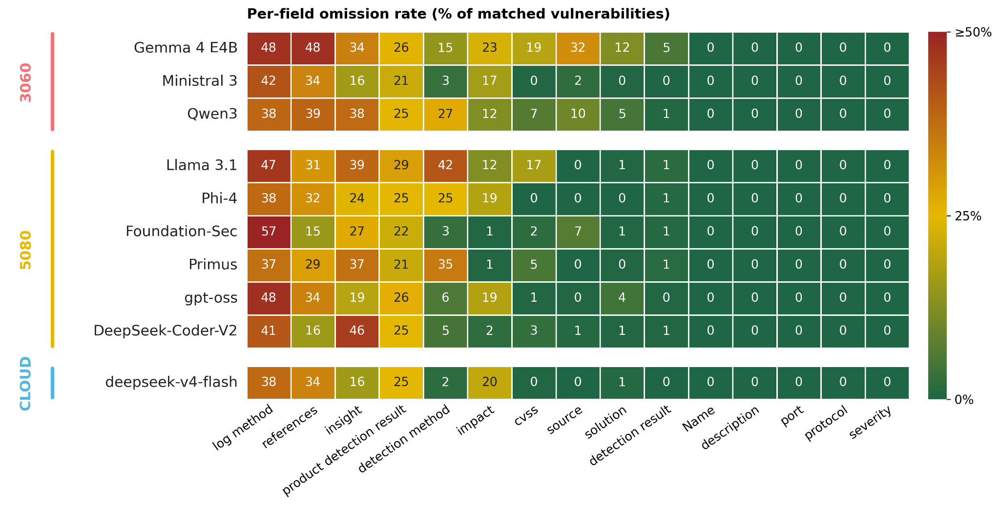 Per-field omission rate (% of matched vulnerabilities)
3060
Gemma 4 E4B 48 48 34 26 15 23 19 32 12 5 0 0 0 0 0
Ministral 3 42 34 16 21 3 17 0 2 0 0 0 0 0 0 0
Qwen3 38 39 38 25 27 12 7 10 5 1 0 0 0 0 0
5080
Llama 3.1 47 31 39 29 42 12 17 0 1 1 0 0 0 0 0
Phi-4 38 32 24 25 25 19 0 0 0 1 0 0 0 0 0
Foundation-Sec 57 15 27 22 3 1 2 7 1 1 0 0 0 0 0
Primus 37 29 37 21 35 1 5 0 0 1 0 0 0 0 0
gpt-oss 48 34 19 26 6 19 1 0 4 0 0 0 0 0 0
DeepSeek-Coder-V2 41 16 46 25 5 2 3 1 1 1 0 0 0 0 0
CLOUD
deepseek-v4-flash 38 34 16 25 2 20 0 0 1 0 0 0 0 0 0
log method
references
insight
product detection result
detection method
impact
cvss
source
solution
detection result
Name
description
port
protocol
severity
≥50%
25%
0%